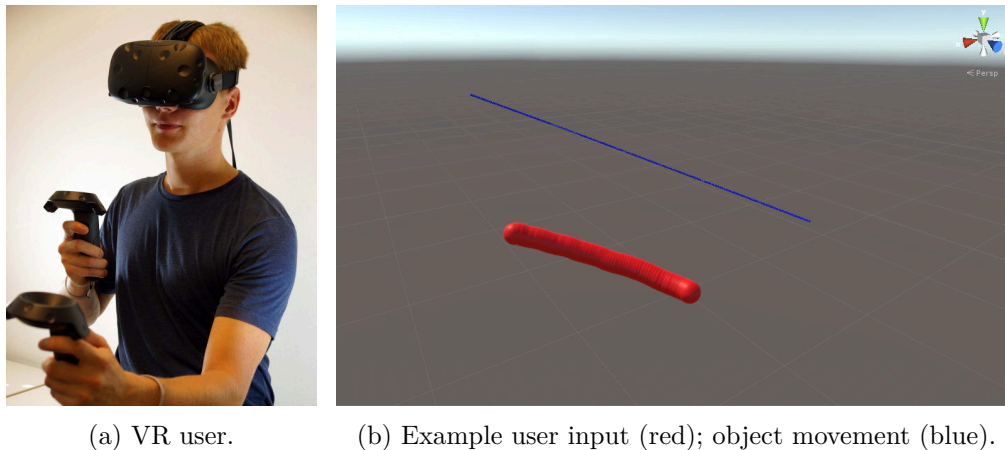 y
Persp
(a) VR user.
(b) Example user input (red); object movement (blue).